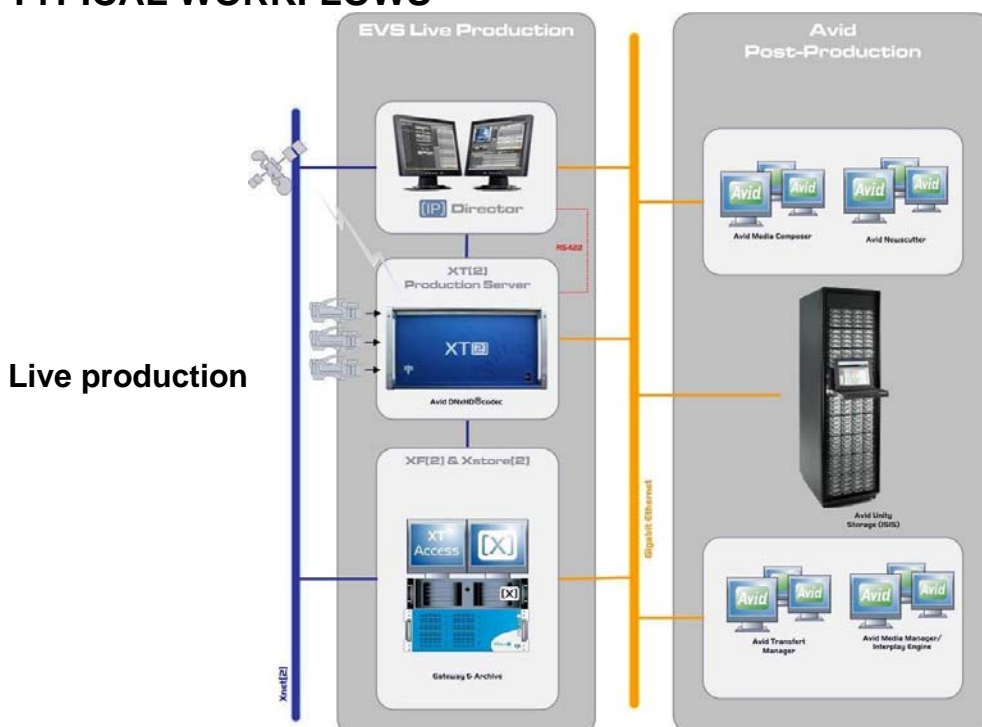 TYPICAL WORKFLOWS
EVS Live Production
Avid
Post-Production
[IP] Director
RS422
XT[2]
Production Server
XT[2]
Avid DNxHD® codec
Live production
XF[2] & Xstore[2]
XT
Access
[X]
[X]
Gateway & Archive
Xnet[2]
Gigabit Ethernet
Avid
Avid
Avid
Avid
Avid Media Composer
Avid Newscutter
Avid Unity
Storage (ISIS)
Avid
Avid
Avid
Avid
Avid Transfert
Manager
Avid Media Manager/
Interplay Engine